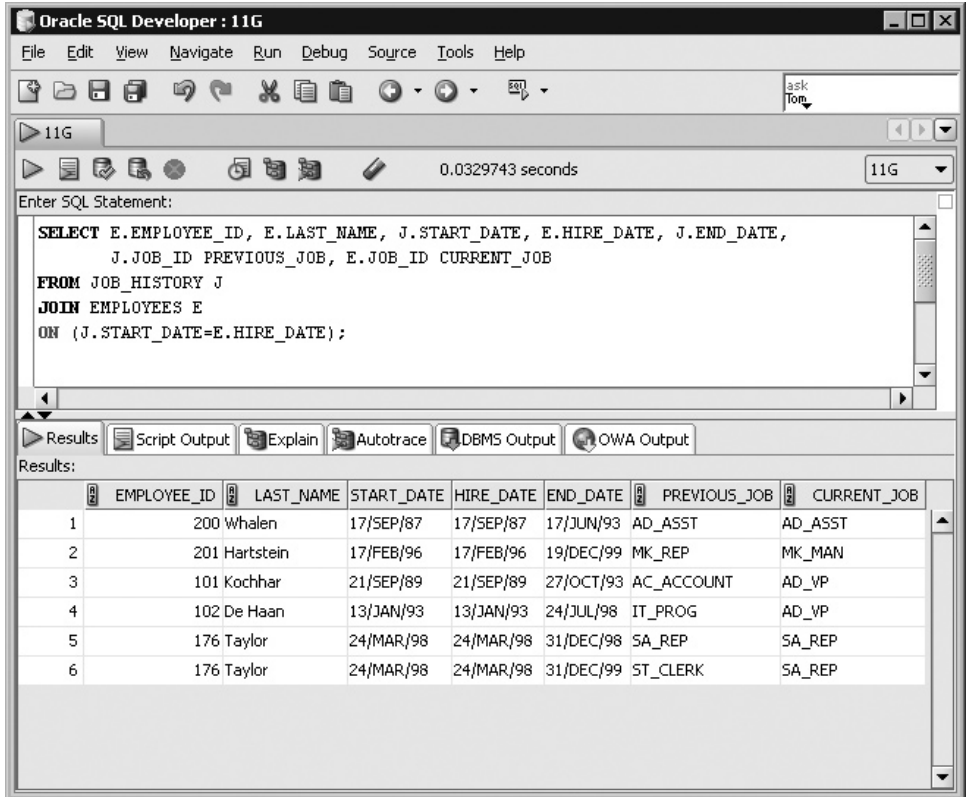 Oracle SQL Developer : 11G
File Edit View Navigate Run Debug Source Tools Help
sql
ask
Tom
11G
0.0329743 seconds
11G
Enter SQL Statement:
SELECT E.EMPLOYEE_ID, E.LAST_NAME, J.START_DATE, E.HIRE_DATE, J.END_DATE,
J.JOB_ID PREVIOUS_JOB, E.JOB_ID CURRENT_JOB
FROM JOB_HISTORY J
JOIN EMPLOYEES E
ON (J.START_DATE=E.HIRE_DATE);
Results Script Output Explain Autotrace DBMS Output OWA Output
Results:
EMPLOYEE_ID LAST_NAME START_DATE HIRE_DATE END_DATE PREVIOUS_JOB CURRENT_JOB
1 200 Whalen 17/SEP/87 17/SEP/87 17/JUN/93 AD_ASST AD_ASST
2 201 Hartstein 17/FEB/96 17/FEB/96 19/DEC/99 MK_REP MK_MAN
3 101 Kochhar 21/SEP/89 21/SEP/89 27/OCT/93 AC_ACCOUNT AD_VP
4 102 De Haan 13/JAN/93 13/JAN/93 24/JUL/98 IT_PROG AD_VP
5 176 Taylor 24/MAR/98 24/MAR/98 31/DEC/98 SA_REP SA_REP
6 176 Taylor 24/MAR/98 24/MAR/98 31/DEC/99 ST_CLERK SA_REP